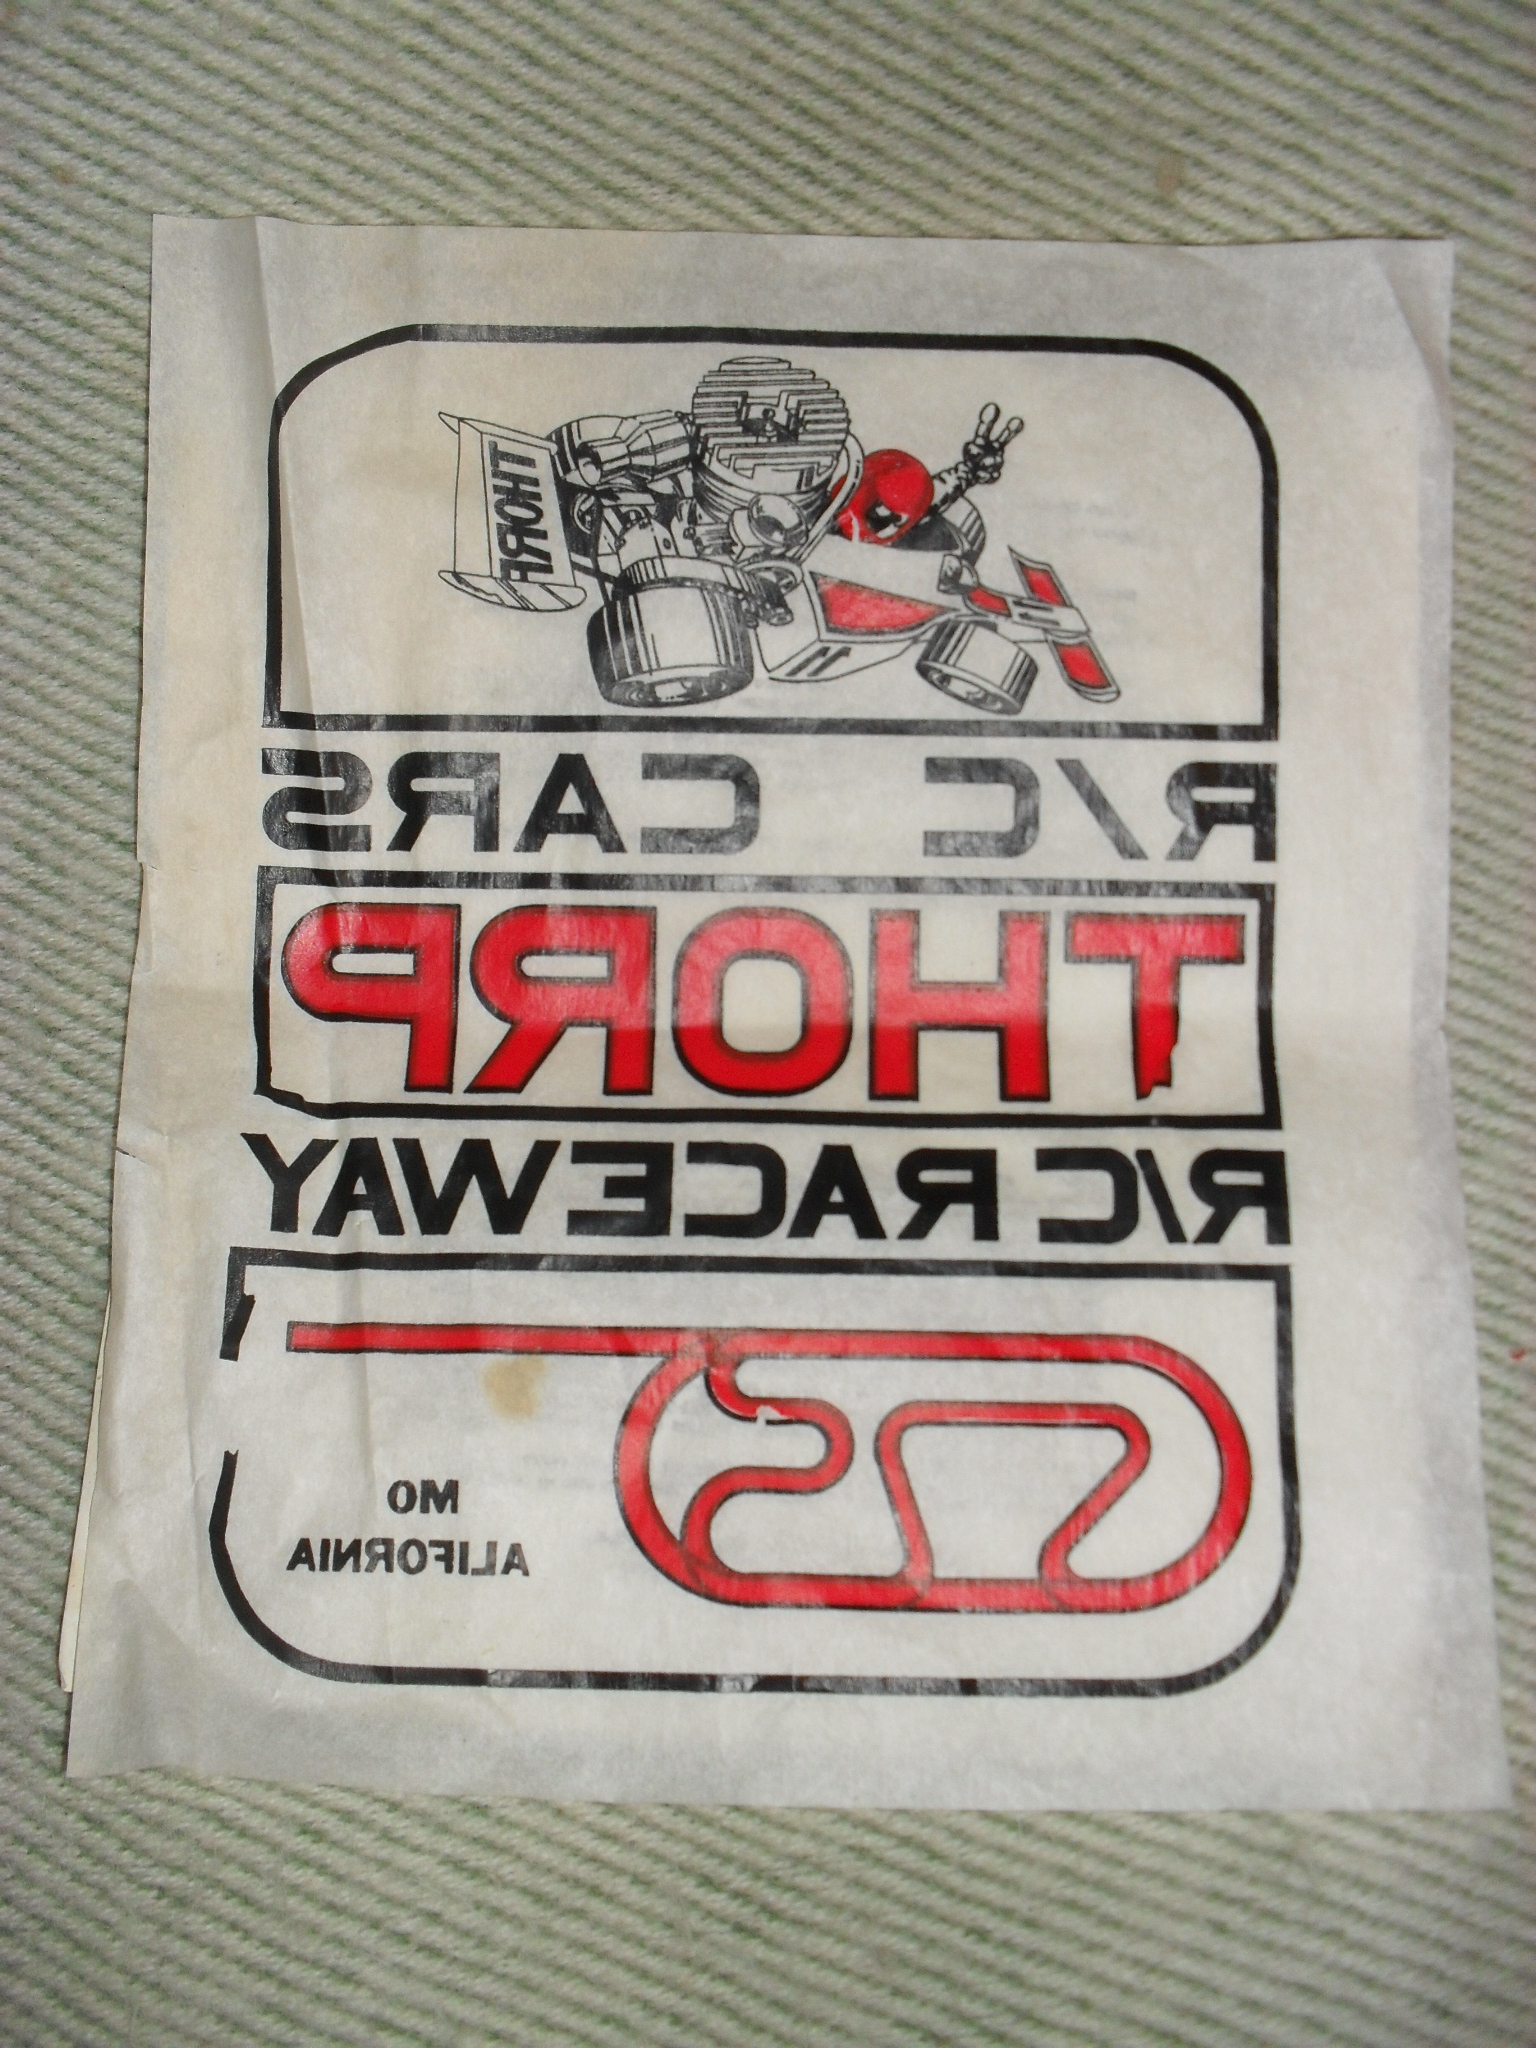 THORP
R/C CARS
THORP
R/C RACEWAY
MO
ALIFORNIA